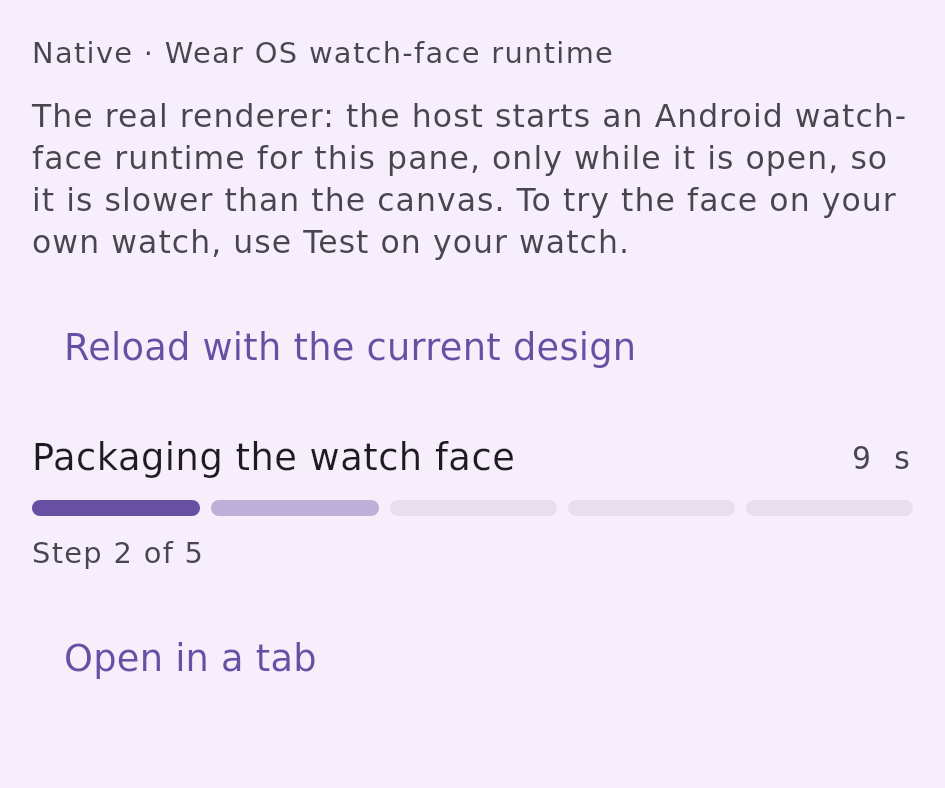 Native · Wear OS watch-face runtime
The real renderer: the host starts an Android watch-
face runtime for this pane, only while it is open, so
it is slower than the canvas. To try the face on your
own watch, use Test on your watch.
Reload with the current design
Packaging the watch face 9 s
Step 2 of 5
Open in a tab